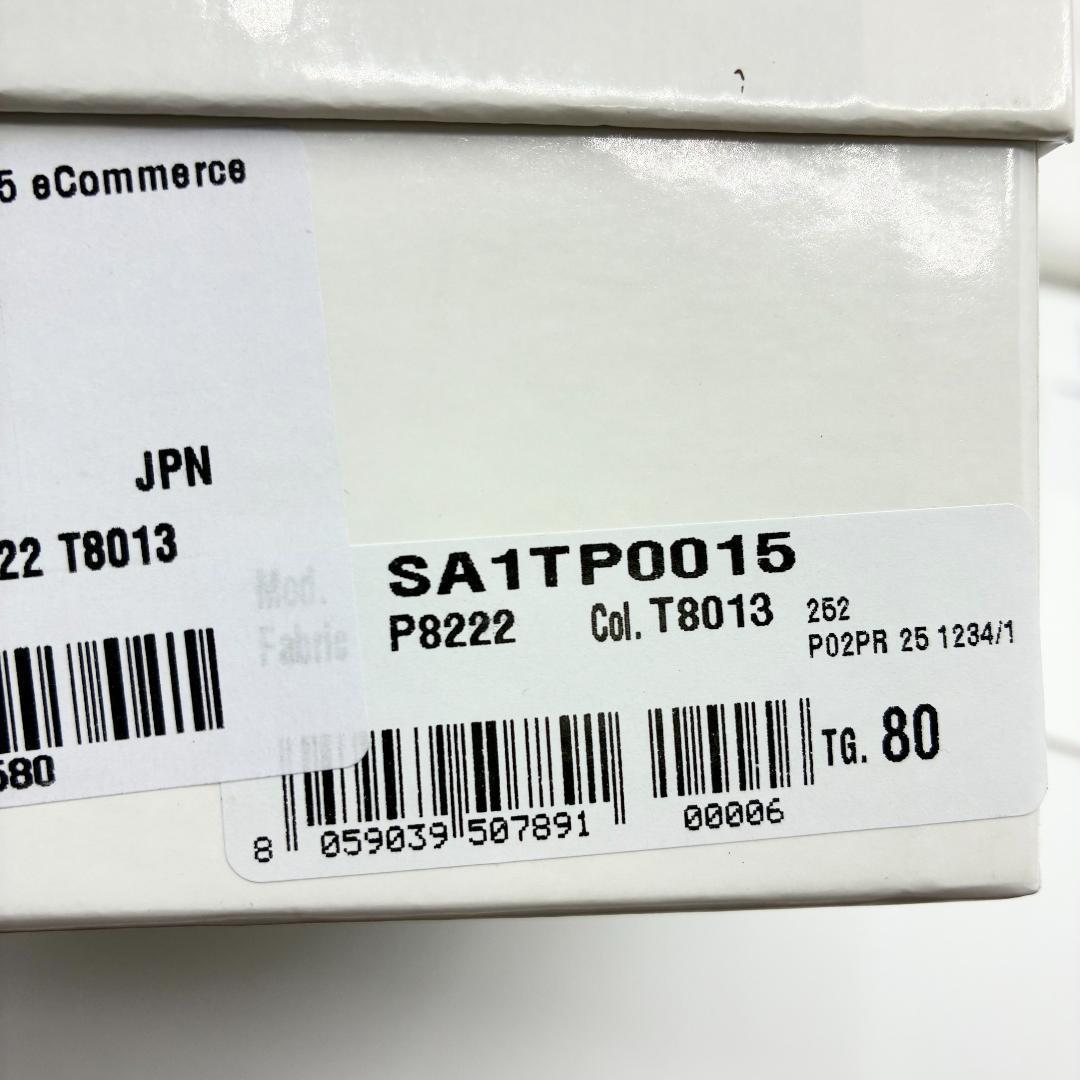 5 eCommerce
JPN
22 T8013
580
Mod. SA1TP0015
Fabric P8222 Col. T8013 252
P02PR 25 1234/1
TG. 80
8 059039 507891 00006